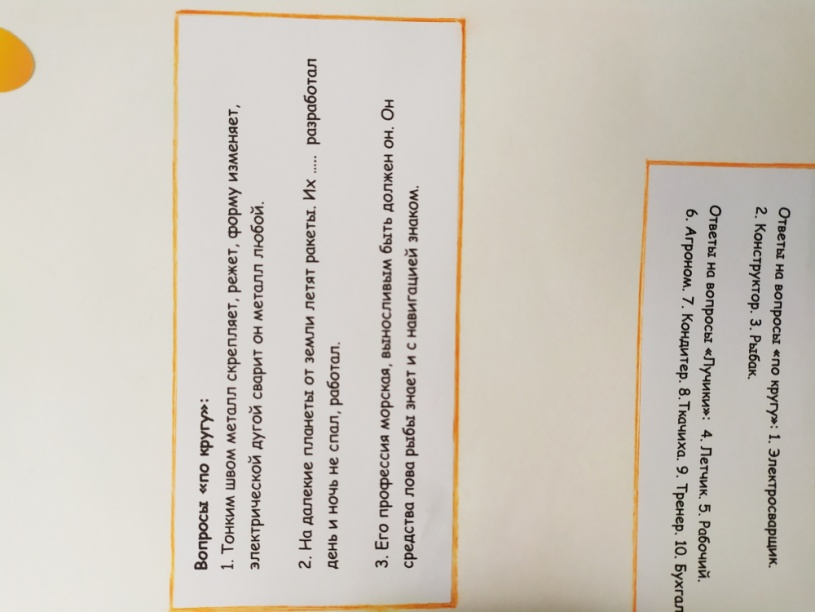 Вопросы «по кругу»:
1. Тонким швом металл скрепляет, режет, форму изменяет,
электрической дугой сварит он металл любой.
2. На далекие планеты от земли летят ракеты. Их ..... разработал
день и ночь не спал, работал.
3. Его профессия морская, выносливым быть должен он. Он
средства лова рыбы знает и с навигацией знаком.
Ответы на вопросы «по кругу»: 1. Электросварщик.
2. Конструктор. 3. Рыбак.
Ответы на вопросы «Лучики»: 4. Летчик. 5. Рабочий.
6. Агроном. 7. Кондитер. 8.Ткачиха. 9. Тренер. 10. Бухгал